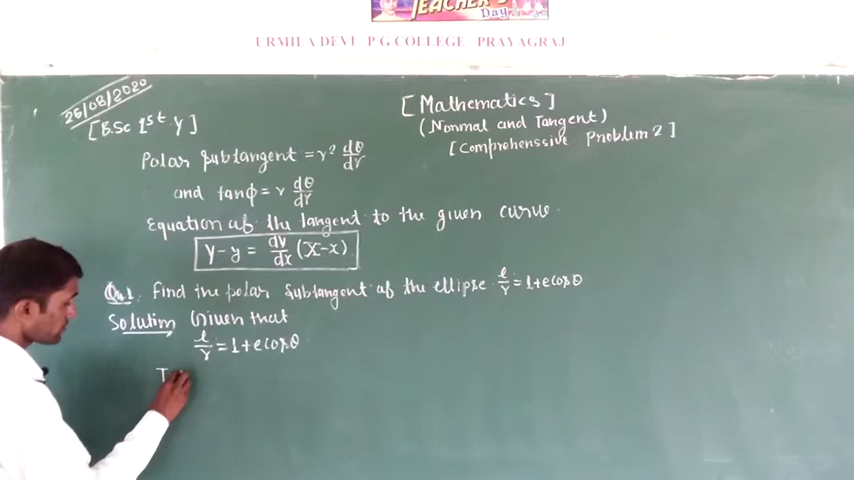 TEACHER'S
Day
URMILA DEVI P G COLLEGE PRAYAGRAJ
26/08/2020
[B.Sc 1st Y]
[Mathematics]
(Normal and Tangent)
[Comprehenssive Problem 2]
Polar Subtangent = r² dθ/dr
and tanϕ = r dθ/dr
Equation of the tangent to the given curve.
Y-y = dy/dx (X-x)
Qu.1. Find the polar Subtangent of the ellipse. l/r = 1+e cosθ
Solution Given that
l/r = 1+e cosθ
T